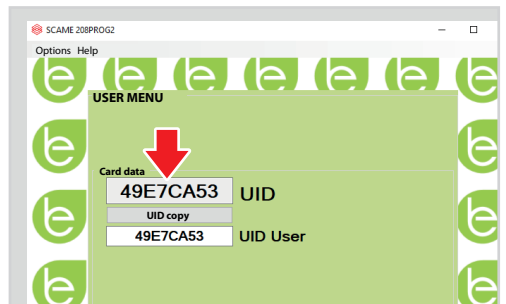 SCAME 208PROG2
Options Help
USER MENU
Card data
49E7CA53 UID
UID copy
49E7CA53 UID User